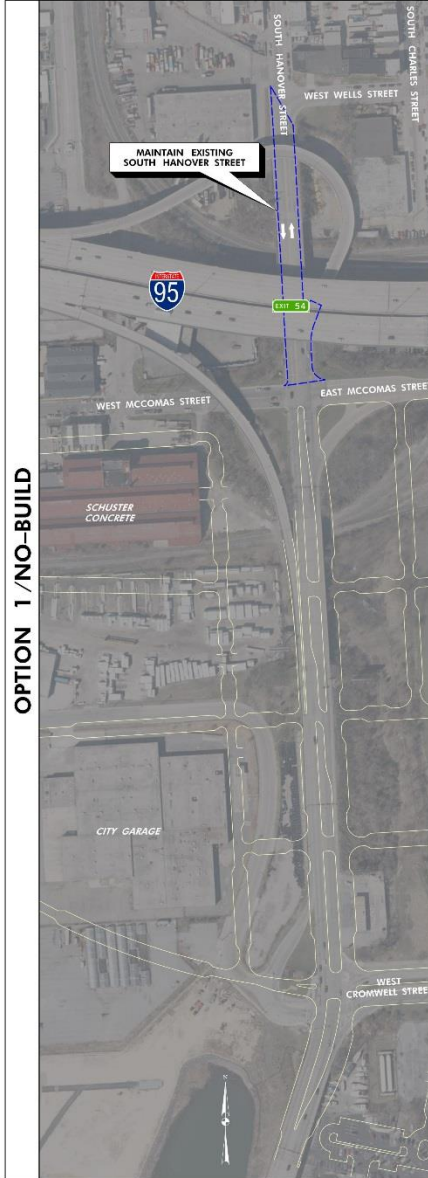 OPTION 1 /NO–BUILD
SOUTH HANOVER STREET
SOUTH CHARLES STREET
WEST WELLS STREET
MAINTAIN EXISTING
SOUTH HANOVER STREET
INTERSTATE
95
EXIT 54
WEST MCCOMAS STREET
EAST MCCOMAS STREET
SCHUSTER
CONCRETE
CITY GARAGE
WEST
CROMWELL STREET